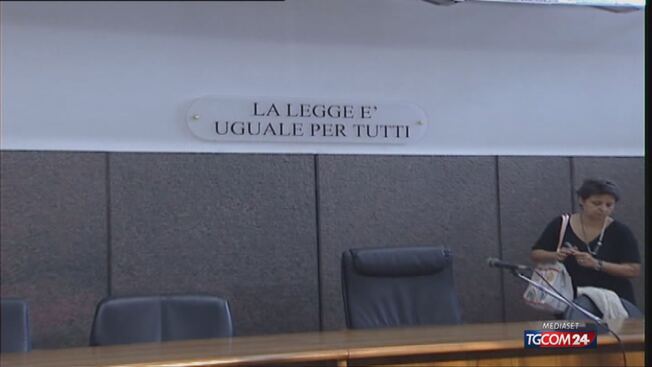 LA LEGGE E'
UGUALE PER TUTTI
MEDIASET
TGCOM24